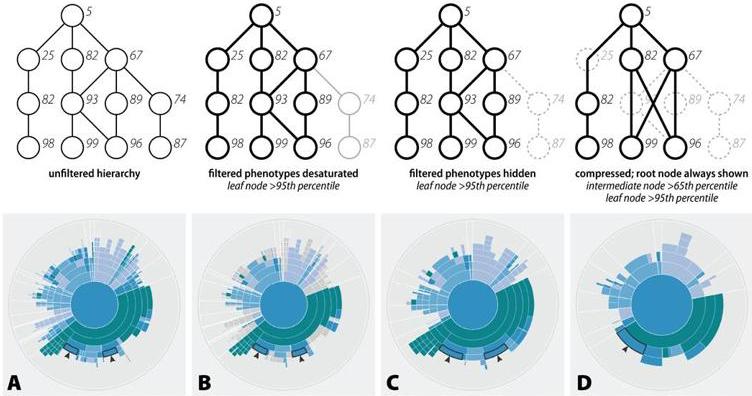 5 5 5 5
25 82 67 25 82 67 25 82 67 25 82 67
82 93 89 74 82 93 89 74 82 93 89 74 82 93 89 74
98 99 96 87 98 99 96 87 98 99 96 87 98 99 96 87
unfiltered hierarchy
filtered phenotypes desaturated
leaf node >95th percentile
filtered phenotypes hidden
leaf node >95th percentile
compressed; root node always shown
intermediate node >65th percentile
leaf node >95th percentile
A B C D